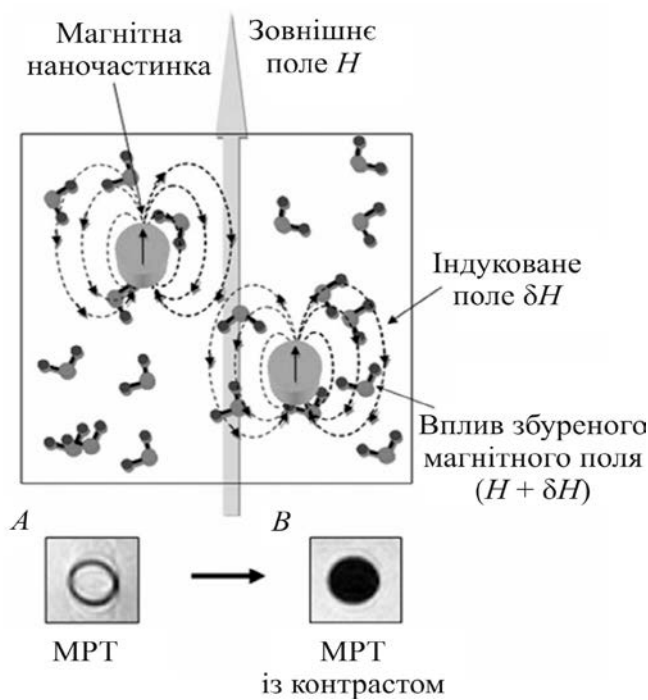 Магнітна
наночастинка
Зовнішнє
поле H
Індуковане
поле δH
Вплив збуреного
магнітного поля
(H + δH)
A
B
МРТ
МРТ
із контрастом